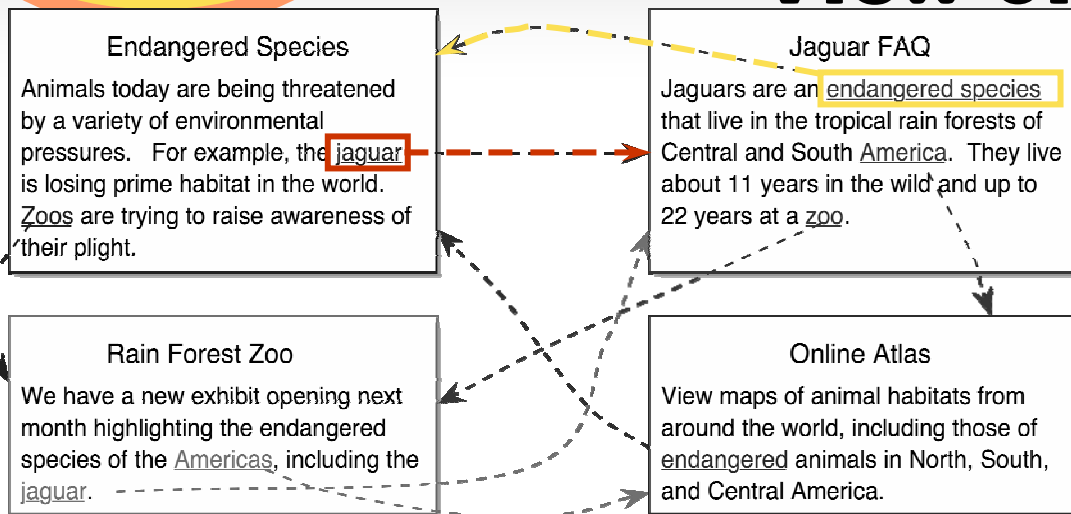 Endangered Species
Animals today are being threatened
by a variety of environmental
pressures. For example, the jaguar
is losing prime habitat in the world.
Zoos are trying to raise awareness of
their plight.
Jaguar FAQ
Jaguars are an endangered species
that live in the tropical rain forests of
Central and South America. They live
about 11 years in the wild and up to
22 years at a zoo.
Rain Forest Zoo
We have a new exhibit opening next
month highlighting the endangered
species of the Americas, including the
jaguar.
Online Atlas
View maps of animal habitats from
around the world, including those of
endangered animals in North, South,
and Central America.